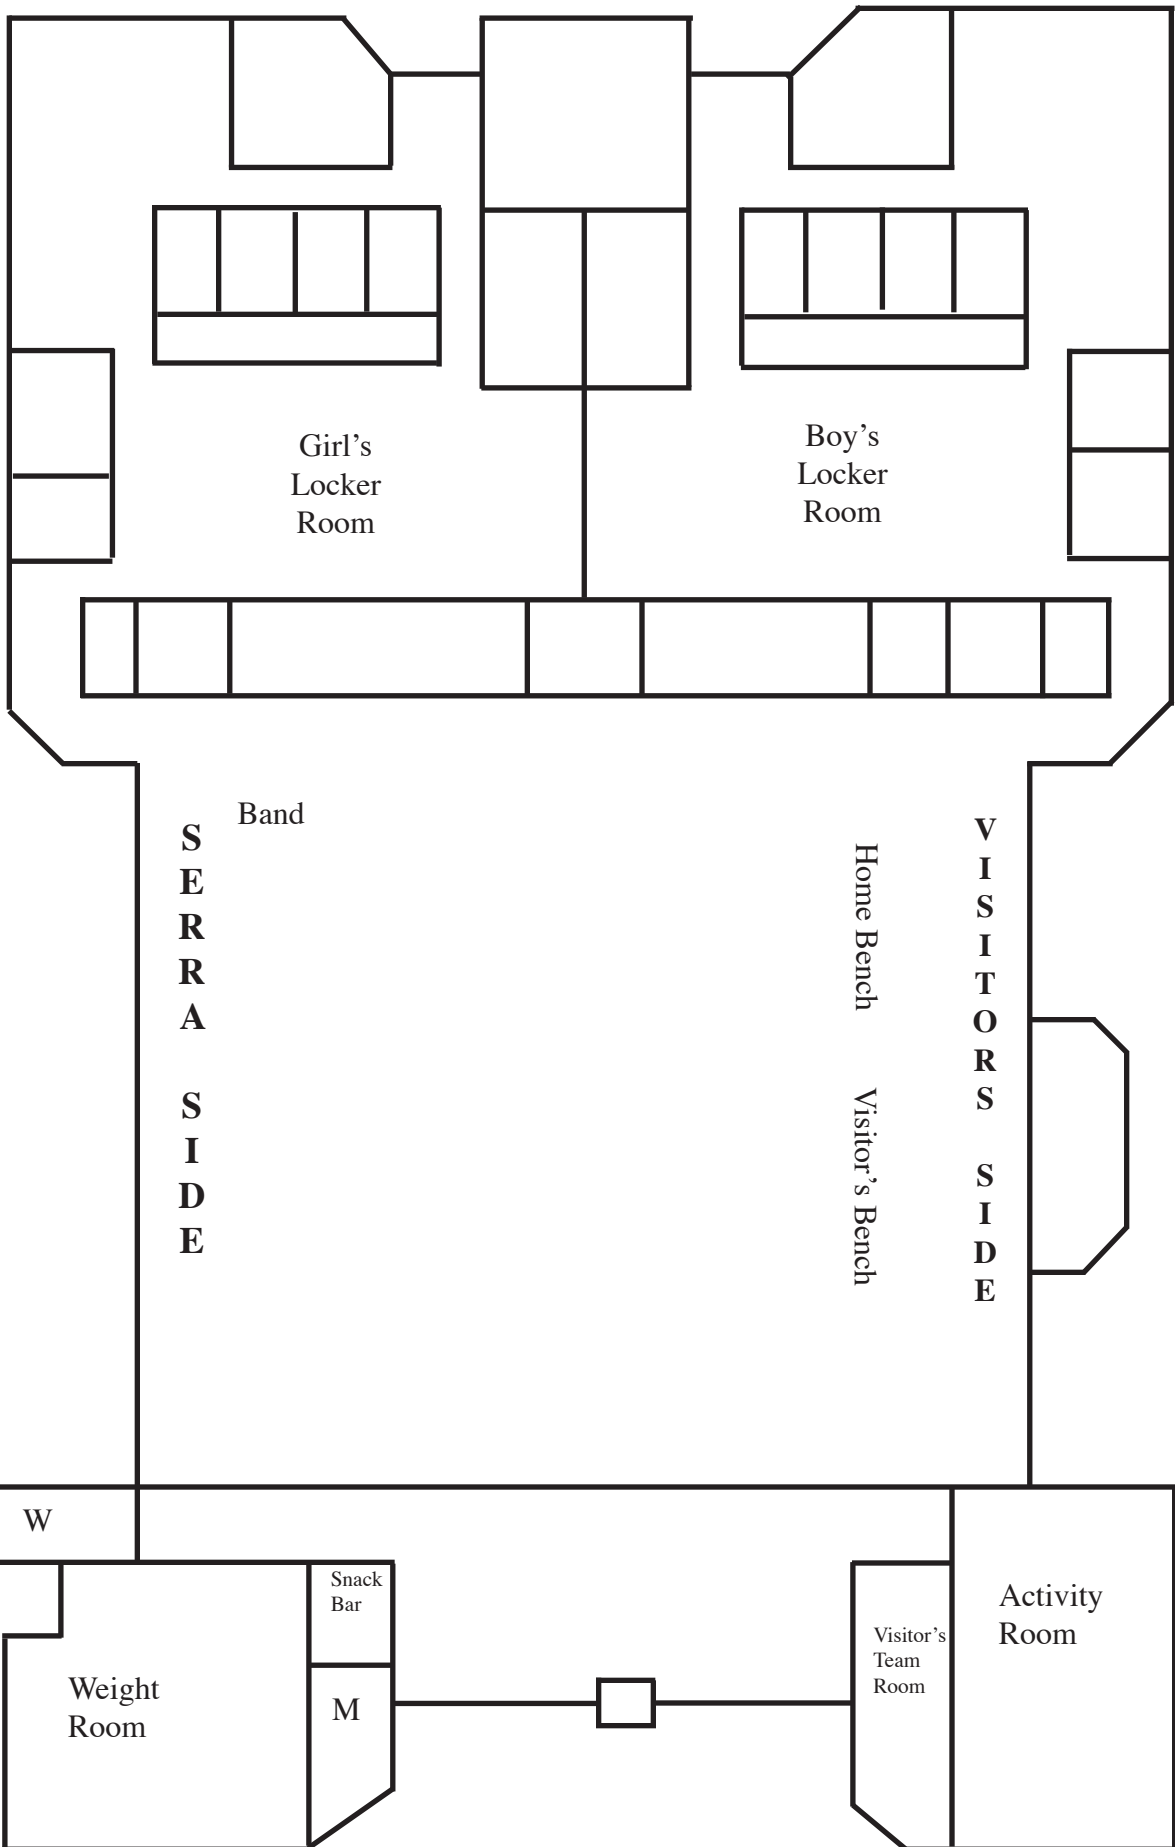 Girl’s
Locker
Room
Boy’s
Locker
Room
Band
SERRA SIDE
Home Bench
Visitor’s Bench
VISITORS SIDE
W
Snack
Bar
M
Weight
Room
Visitor’s
Team
Room
Activity
Room